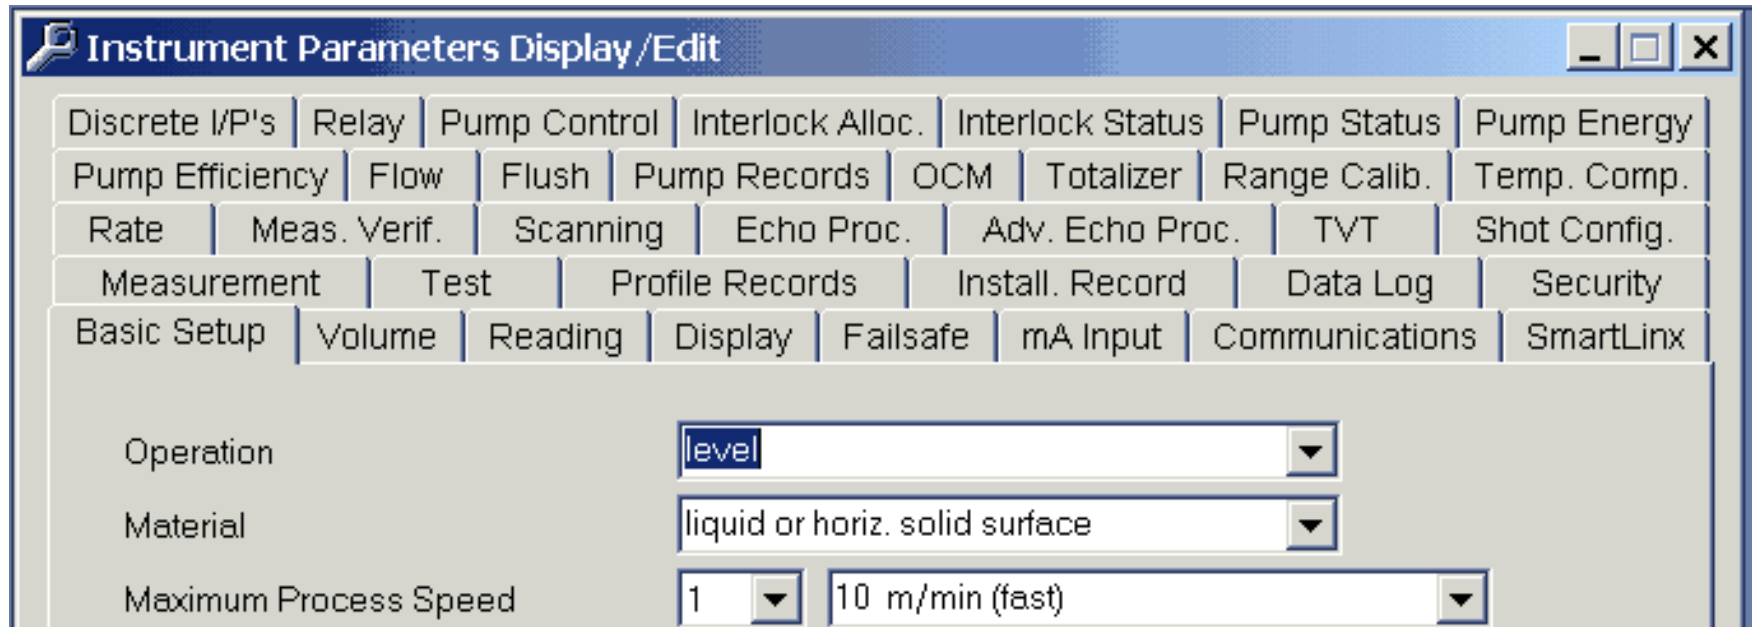 Instrument Parameters Display/Edit
Discrete I/P's Relay Pump Control Interlock Alloc. Interlock Status Pump Status Pump Energy
Pump Efficiency Flow Flush Pump Records OCM Totalizer Range Calib. Temp. Comp.
Rate Meas. Verif. Scanning Echo Proc. Adv. Echo Proc. TVT Shot Config.
Measurement Test Profile Records Install. Record Data Log Security
Basic Setup Volume Reading Display Failsafe mA Input Communications SmartLinx
Operation level
Material liquid or horiz. solid surface
Maximum Process Speed 1 10 m/min (fast)